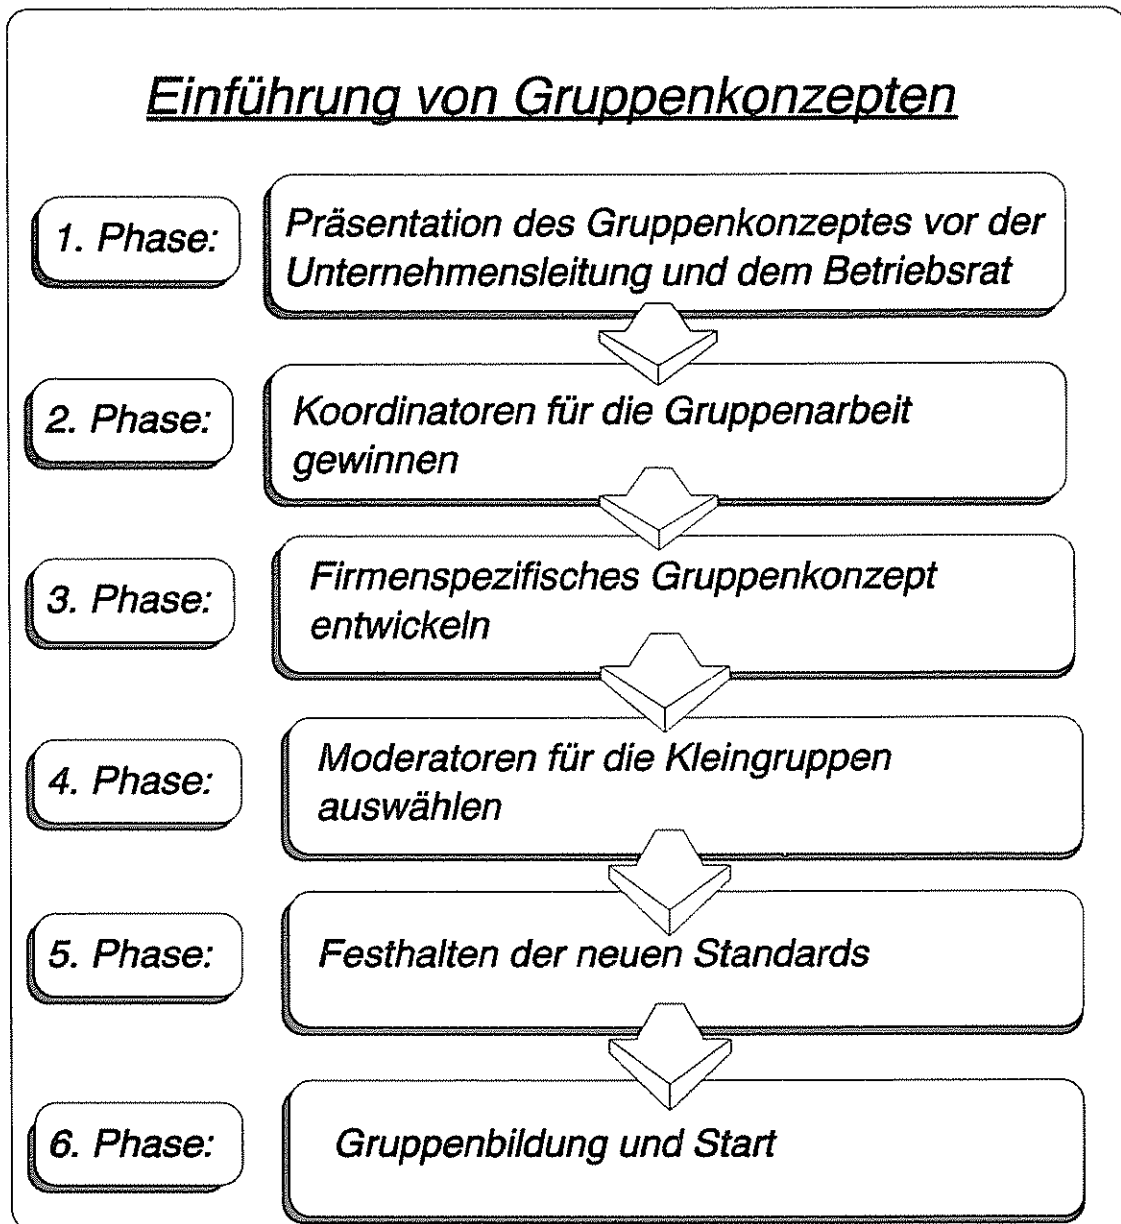 Einführung von Gruppenkonzepten
1. Phase:
Präsentation des Gruppenkonzeptes vor der
Unternehmensleitung und dem Betriebsrat
2. Phase:
Koordinatoren für die Gruppenarbeit
gewinnen
3. Phase:
Firmenspezifisches Gruppenkonzept
entwickeln
4. Phase:
Moderatoren für die Kleingruppen
auswählen
5. Phase:
Festhalten der neuen Standards
6. Phase:
Gruppenbildung und Start